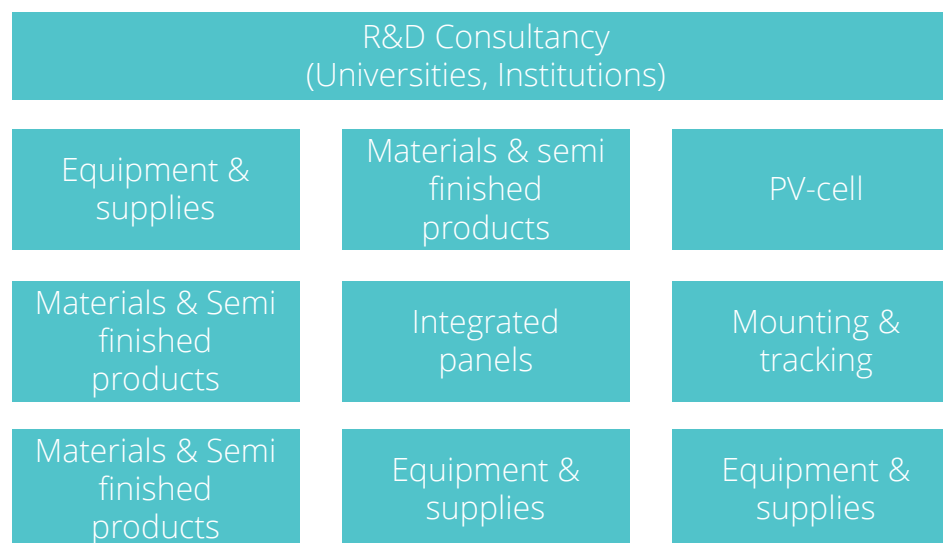 R&D Consultancy
(Universities, Institutions)
Equipment &
supplies
Materials & semi
finished
products
PV-cell
Materials & Semi
finished
products
Integrated
panels
Mounting &
tracking
Materials & Semi
finished
products
Equipment &
supplies
Equipment &
supplies